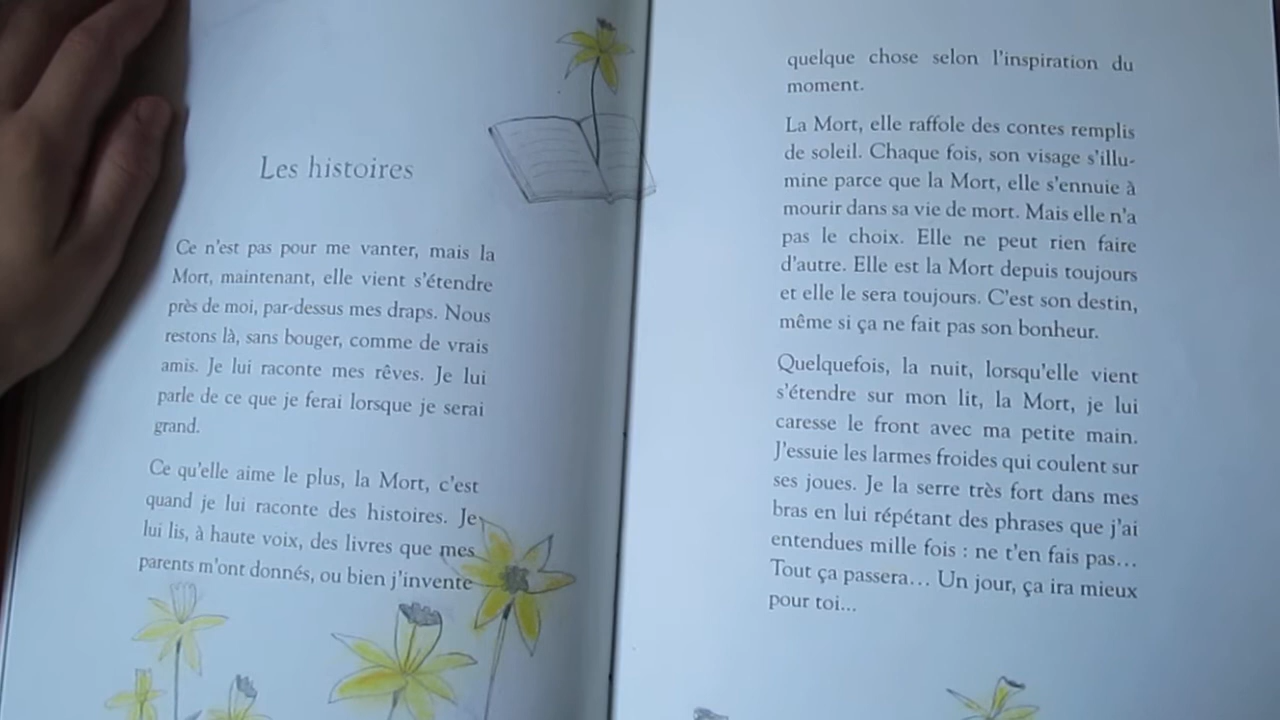 Les histoires
Ce n'est pas pour me vanter, mais la
Mort, maintenant, elle vient s'étendre
près de moi, par-dessus mes draps. Nous
restons là, sans bouger, comme de vrais
amis. Je lui raconte mes rêves. Je lui
parle de ce que je ferai lorsque je serai
grand.
Ce qu'elle aime le plus, la Mort, c'est
quand je lui raconte des histoires. Je
lui lis, à haute voix, des livres que mes
parents m'ont donnés, ou bien j'invente
quelque chose selon l'inspiration du
moment.
La Mort, elle raffole des contes remplis
de soleil. Chaque fois, son visage s'illu-
mine parce que la Mort, elle s'ennuie à
mourir dans sa vie de mort. Mais elle n'a
pas le choix. Elle ne peut rien faire
d'autre. Elle est la Mort depuis toujours
et elle le sera toujours. C'est son destin,
même si ça ne fait pas son bonheur.
Quelquefois, la nuit, lorsqu'elle vient
s'étendre sur mon lit, la Mort, je lui
caresse le front avec ma petite main.
J'essuie les larmes froides qui coulent sur
ses joues. Je la serre très fort dans mes
bras en lui répétant des phrases que j'ai
entendues mille fois : ne t'en fais pas...
Tout ça passera... Un jour, ça ira mieux
pour toi...